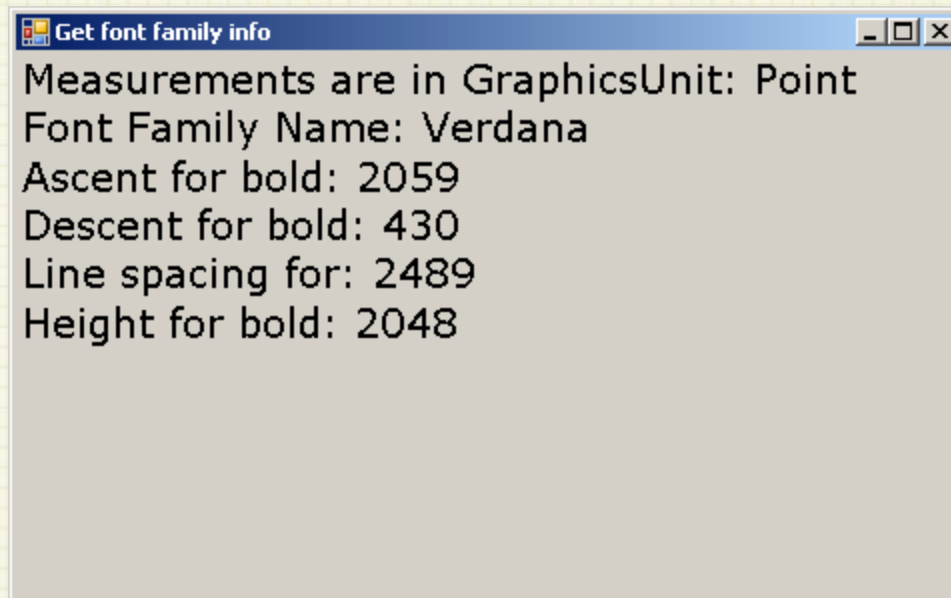 Get font family info
Measurements are in GraphicsUnit: Point
Font Family Name: Verdana
Ascent for bold: 2059
Descent for bold: 430
Line spacing for: 2489
Height for bold: 2048